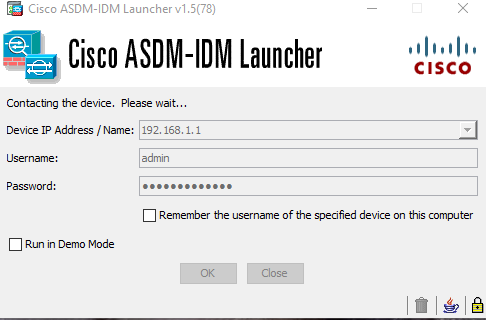 Cisco ASDM-IDM Launcher v1.5(78)
Cisco ASDM-IDM Launcher
CISCO
Contacting the device. Please wait...
Device IP Address / Name: 192.168.1.1
Username: admin
Password: •••••••••••••
Remember the username of the specified device on this computer
Run in Demo Mode
OK Close